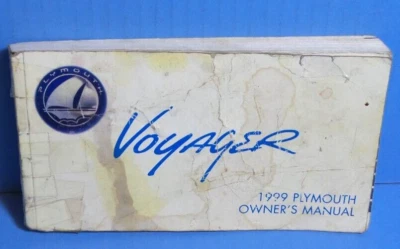 PLYMOUTH
VOYAGER
1999 PLYMOUTH
OWNER'S MANUAL